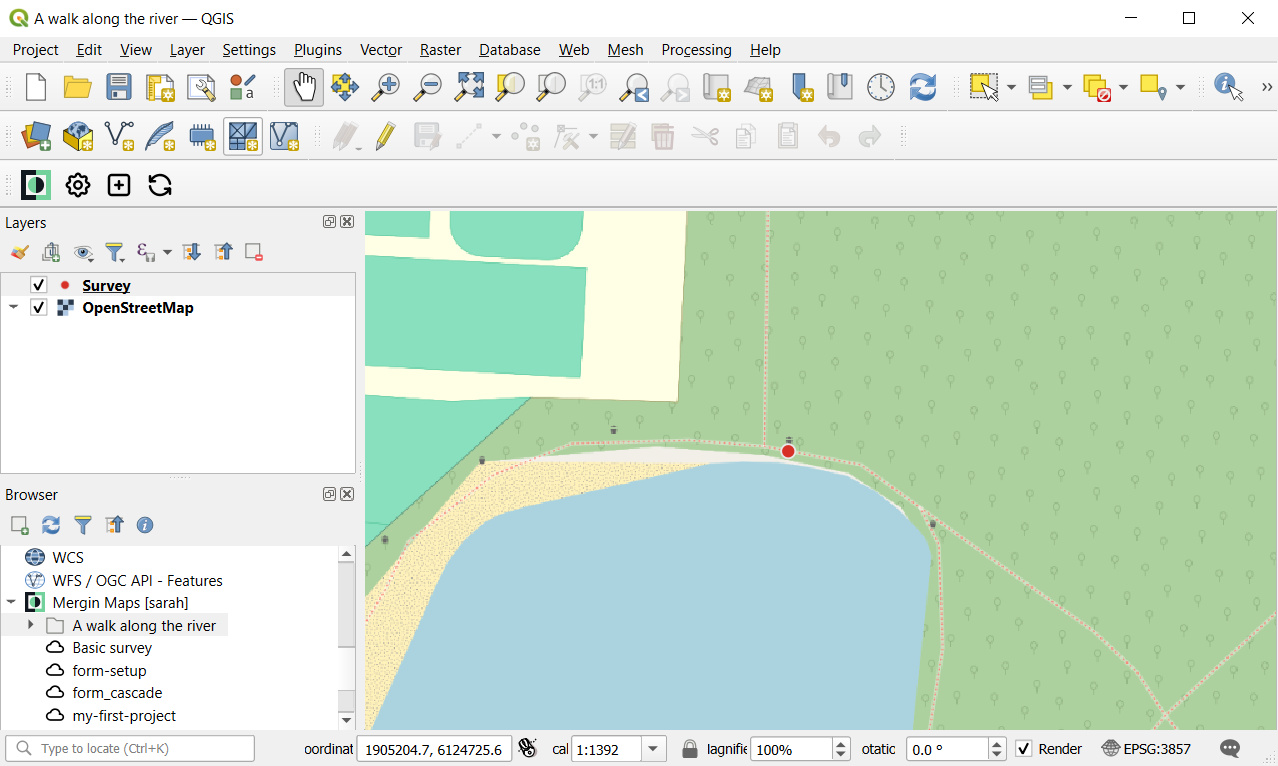 A walk along the river — QGIS
Project Edit View Layer Settings Plugins Vector Raster Database Web Mesh Processing Help
1:1
a
Layers
Survey
OpenStreetMap
Browser
WCS
WFS / OGC API - Features
Mergin Maps [sarah]
A walk along the river
Basic survey
form-setup
form_cascade
my-first-project
Type to locate (Ctrl+K) oordinat 1905204.7, 6124725.6 cal 1:1392 lagnifie 100% otatio 0.0 ° Render EPSG:3857